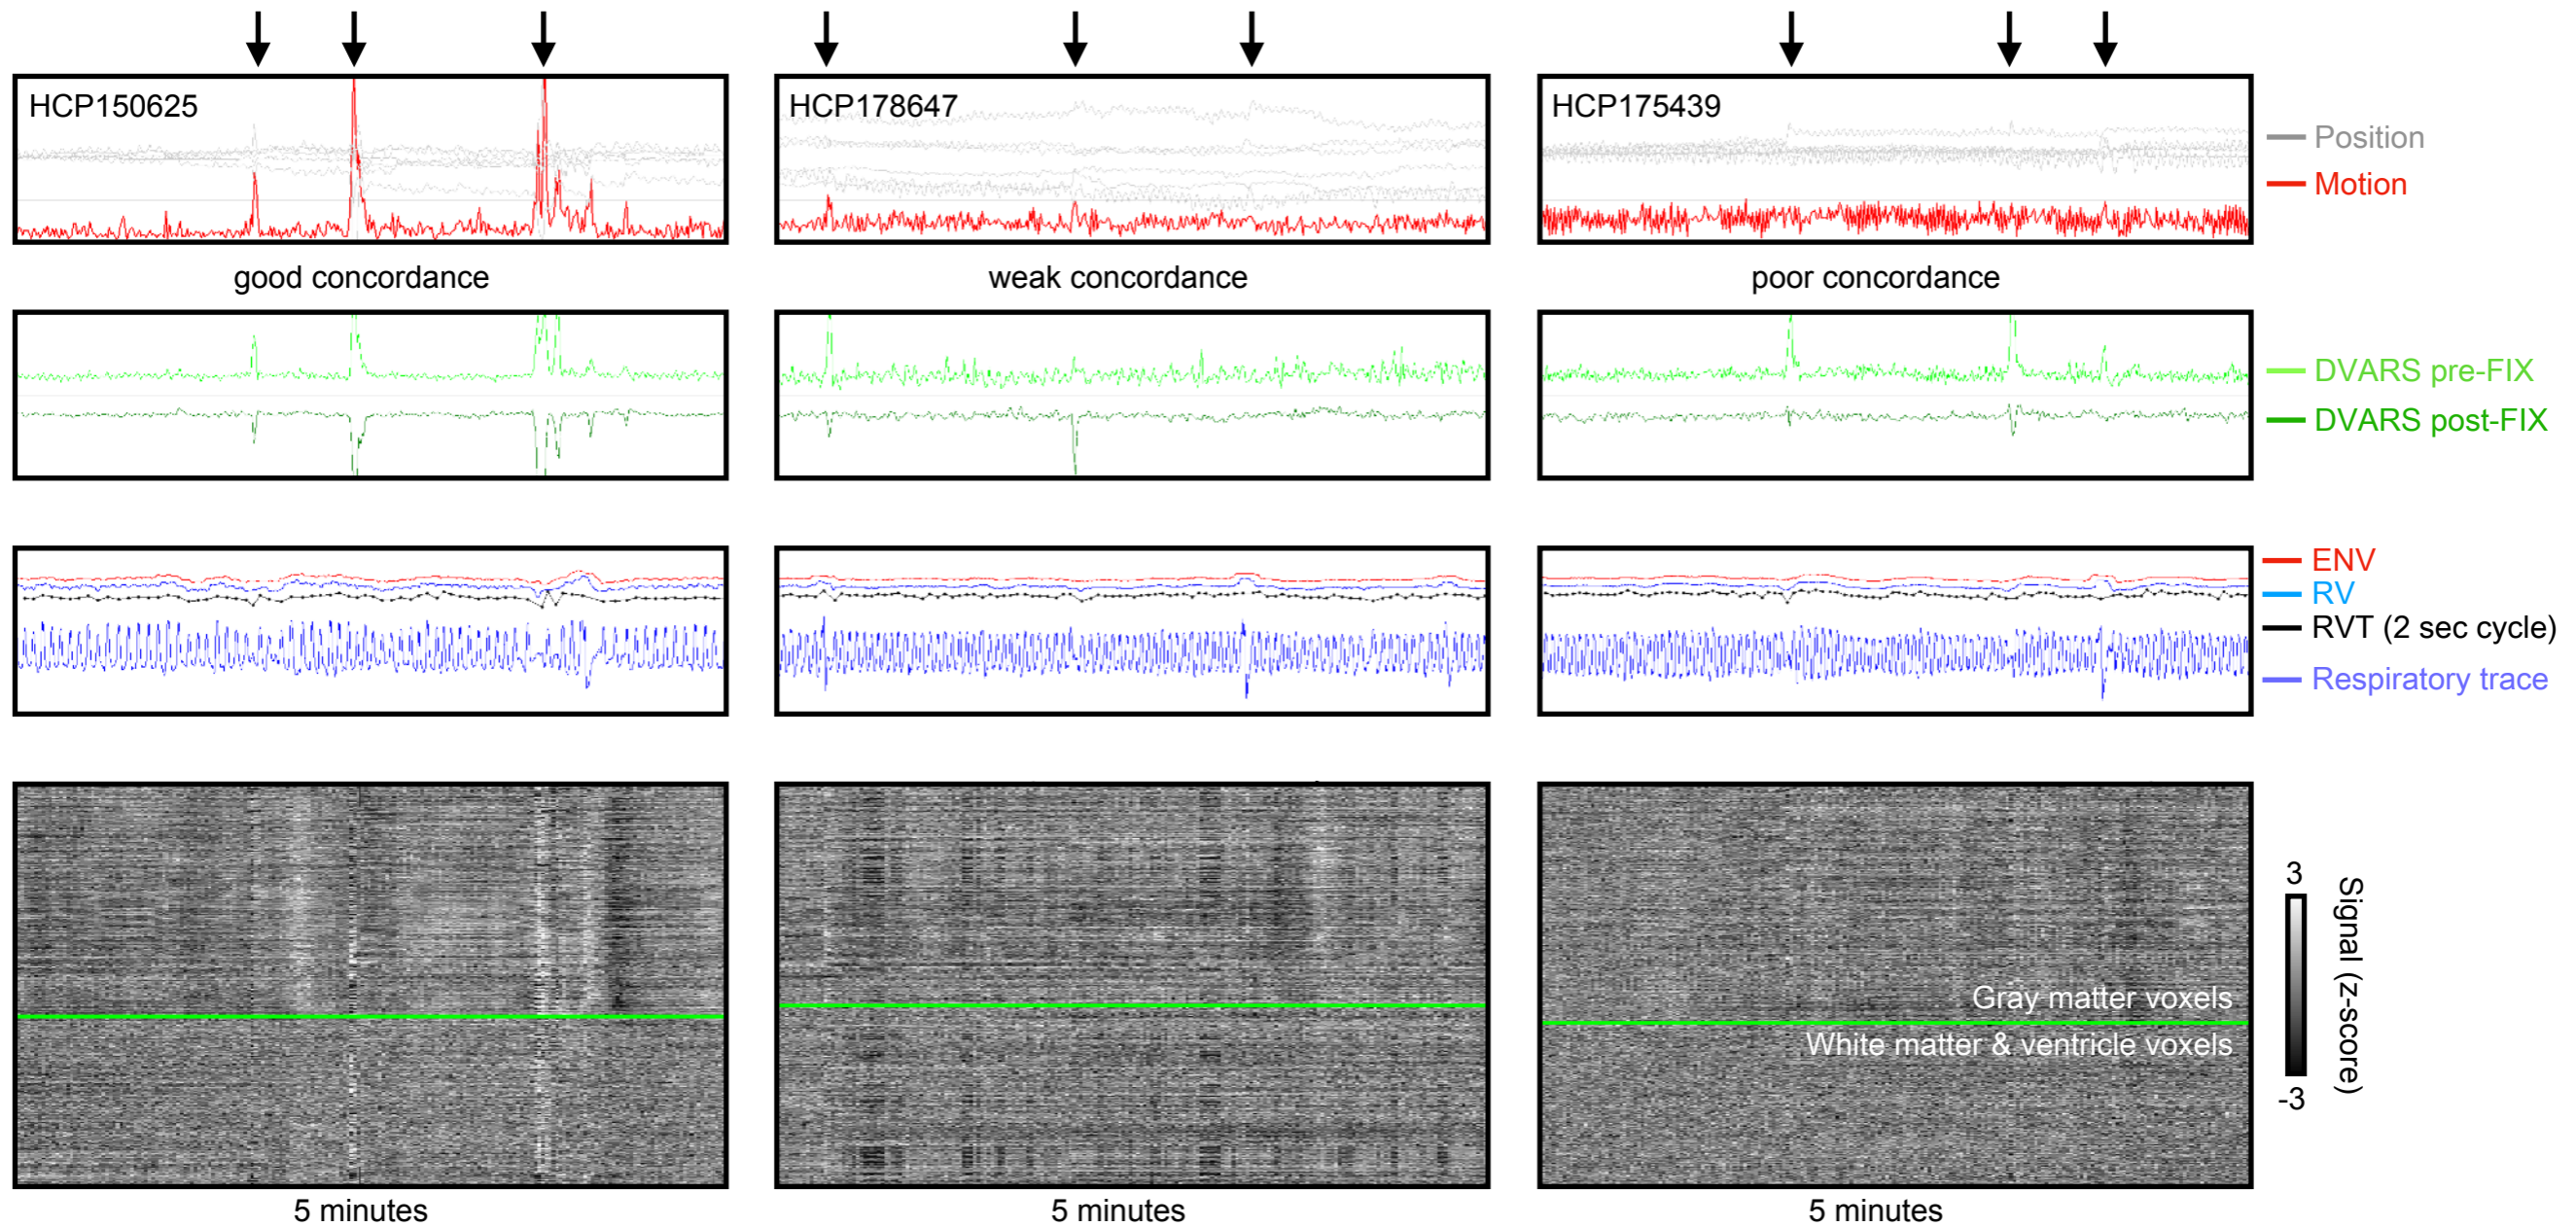 HCP150625
HCP178647
HCP175439
Position
Motion
good concordance
weak concordance
poor concordance
DVARS pre-FIX
DVARS post-FIX
ENV
RV
RVT (2 sec cycle)
Respiratory trace
Gray matter voxels
White matter & ventricle voxels
3
-3
Signal (z-score)
5 minutes
5 minutes
5 minutes